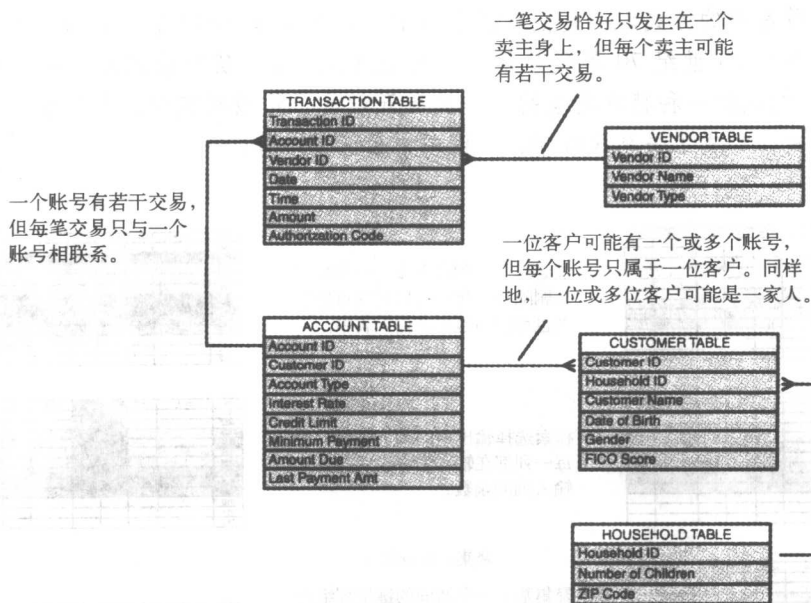 一笔交易恰好只发生在一个
卖主身上，但每个卖主可能
有若干交易。
TRANSACTION TABLE
Transaction ID
Account ID
Vendor ID
Date
Time
Amount
Authorization Code
VENDOR TABLE
Vendor ID
Vendor Name
Vendor Type
一个账号有若干交易，
但每笔交易只与一个
账号相联系。
一位客户可能有一个或多个账号，
但每个账号只属于一位客户。同样
地，一位或多位客户可能是一家人。
ACCOUNT TABLE
Account ID
Customer ID
Account Type
Interest Rate
Credit Limit
Minimum Payment
Amount Due
Last Payment Amt
CUSTOMER TABLE
Customer ID
Household ID
Customer Name
Date of Birth
Gender
FICO Score
HOUSEHOLD TABLE
Household ID
Number of Children
ZIP Code